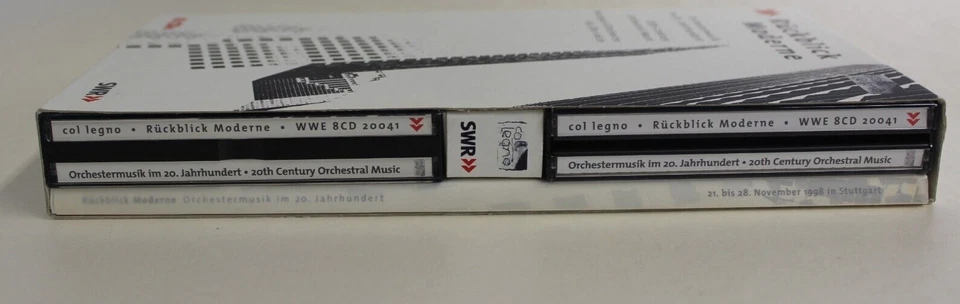 Rückblick
Moderne
SWR
col legno • Rückblick Moderne • WWE 8CD 20041
Orchestermusik im 20. Jahrhundert • 20th Century Orchestral Music
SWR
col
legno
col legno • Rückblick Moderne • WWE 8CD 20041
Orchestermusik im 20. Jahrhundert • 20th Century Orchestral Music
Rückblick Moderne Orchestermusik im 20. Jahrhundert
21. bis 28. November 1998 in Stuttgart